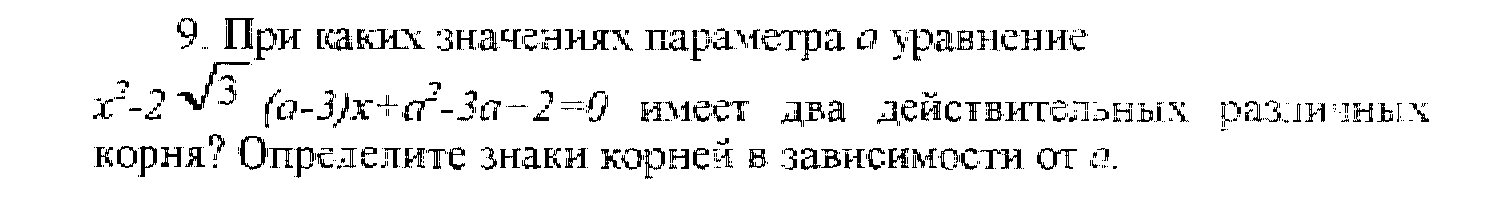 9. При каких значениях параметра a уравнение
x²-2 √3 (a-3)x+a²-3a−2=0 имеет два действительных различных
корня? Определите знаки корней в зависимости от a.